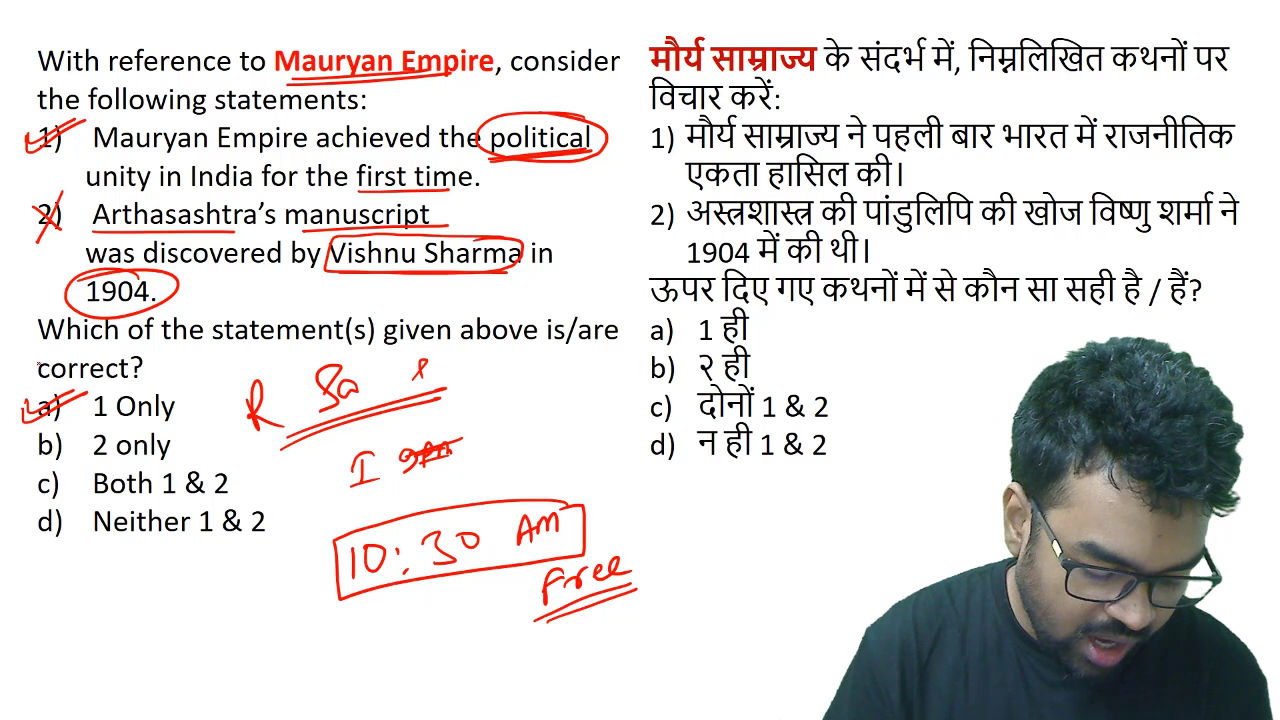 With reference to Mauryan Empire, consider
the following statements:
1) Mauryan Empire achieved the political
unity in India for the first time.
2) Arthasashtra's manuscript
was discovered by Vishnu Sharma in
1904.
Which of the statement(s) given above is/are
correct?
a) 1 Only
b) 2 only
c) Both 1 & 2
d) Neither 1 & 2
R Sa
I
10:30 AM
Free
मौर्य साम्राज्य के संदर्भ में, निम्नलिखित कथनों पर
विचार करें:
1) मौर्य साम्राज्य ने पहली बार भारत में राजनीतिक
एकता हासिल की।
2) अस्त्रशास्त्र की पांडुलिपि की खोज विष्णु शर्मा ने
1904 में की थी।
ऊपर दिए गए कथनों में से कौन सा सही है / हैं?
a) 1 ही
b) २ ही
c) दोनों 1 & 2
d) न ही 1 & 2